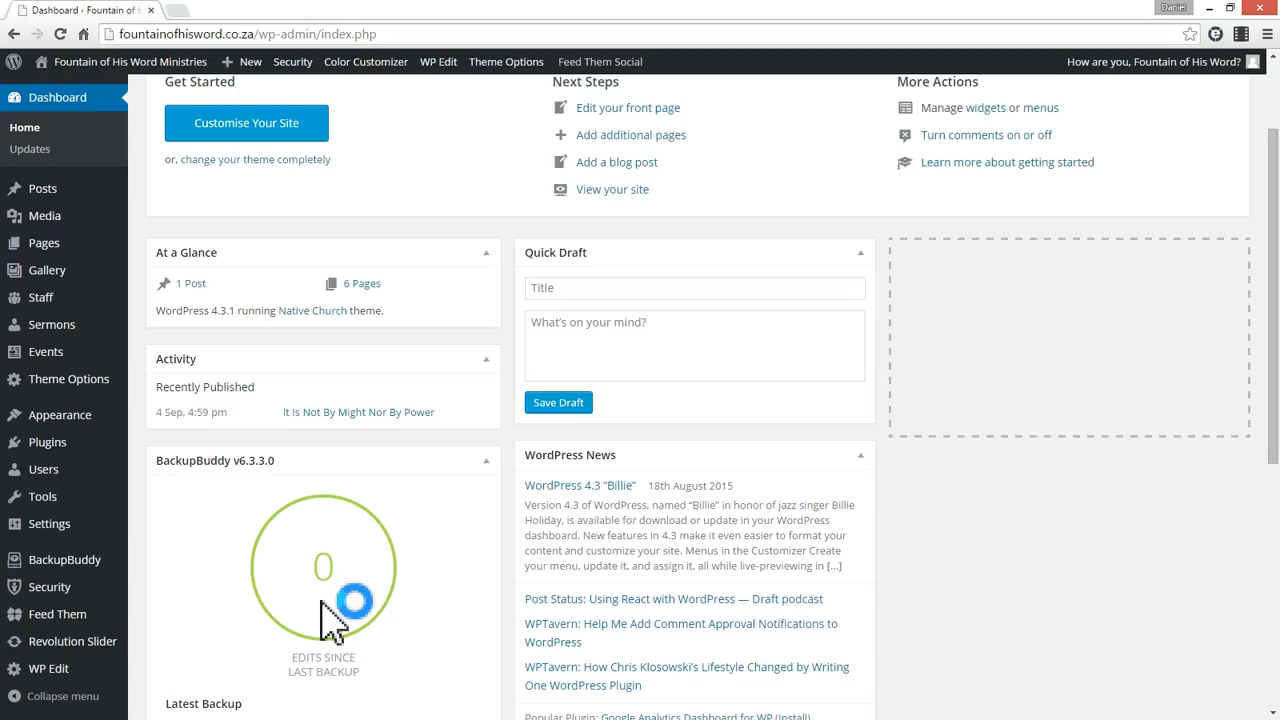 Dashboard ‹ Fountain of H
Daniel
fountainofhisword.co.za/wp-admin/index.php
Fountain of His Word Ministries
New
Security
Color Customizer
WP Edit
Theme Options
Feed Them Social
How are you, Fountain of His Word?
Dashboard
Home
Updates
Posts
Media
Pages
Gallery
Staff
Sermons
Events
Theme Options
Appearance
Plugins
Users
Tools
Settings
BackupBuddy
Security
Feed Them
Revolution Slider
WP Edit
Collapse menu
Get Started
Customise Your Site
or, change your theme completely
Next Steps
Edit your front page
Add additional pages
Add a blog post
View your site
More Actions
Manage widgets or menus
Turn comments on or off
Learn more about getting started
At a Glance
1 Post
6 Pages
WordPress 4.3.1 running Native Church theme.
Activity
Recently Published
4 Sep, 4:59 pm
It Is Not By Might Nor By Power
BackupBuddy v6.3.3.0
0
EDITS SINCE
LAST BACKUP
Latest Backup
Quick Draft
Title
What's on your mind?
Save Draft
WordPress News
WordPress 4.3 “Billie”
18th August 2015
Version 4.3 of WordPress, named “Billie” in honor of jazz singer Billie
Holiday, is available for download or update in your WordPress
dashboard. New features in 4.3 make it even easier to format your
content and customize your site. Menus in the Customizer Create
your menu, update it, and assign it, all while live-previewing in […]
Post Status: Using React with WordPress — Draft podcast
WPTavern: Help Me Add Comment Approval Notifications to
WordPress
WPTavern: How Chris Klosowski’s Lifestyle Changed by Writing
One WordPress Plugin
Popular Plugin: Google Analytics Dashboard for WP (Install)